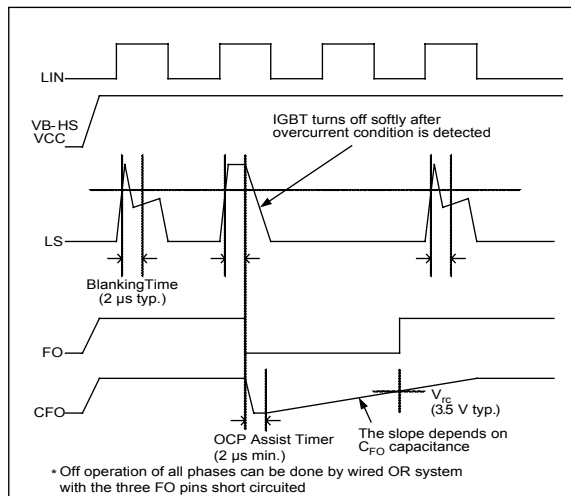 LIN
VB-HS
VCC
IGBT turns off softly after
overcurrent condition is detected
LS
BlankingTime
(2 µs typ.)
FO
CFO
Vrc
(3.5 V typ.)
OCP Assist Timer
(2 µs min.)
The slope depends on
CFO capacitance
* Off operation of all phases can be done by wired OR system
with the three FO pins short circuited